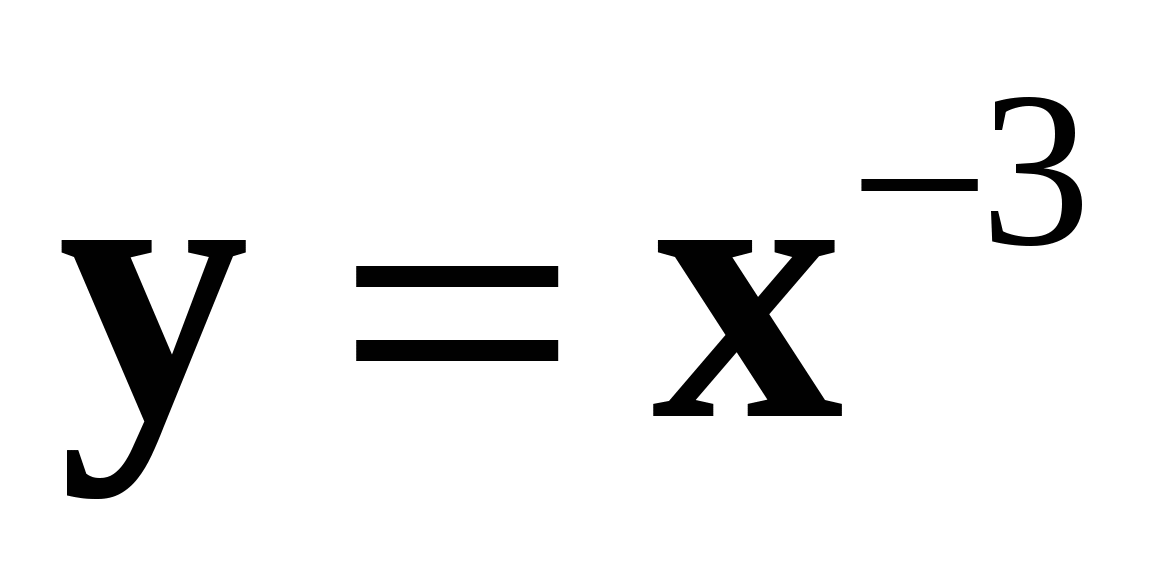 y = x⁻³